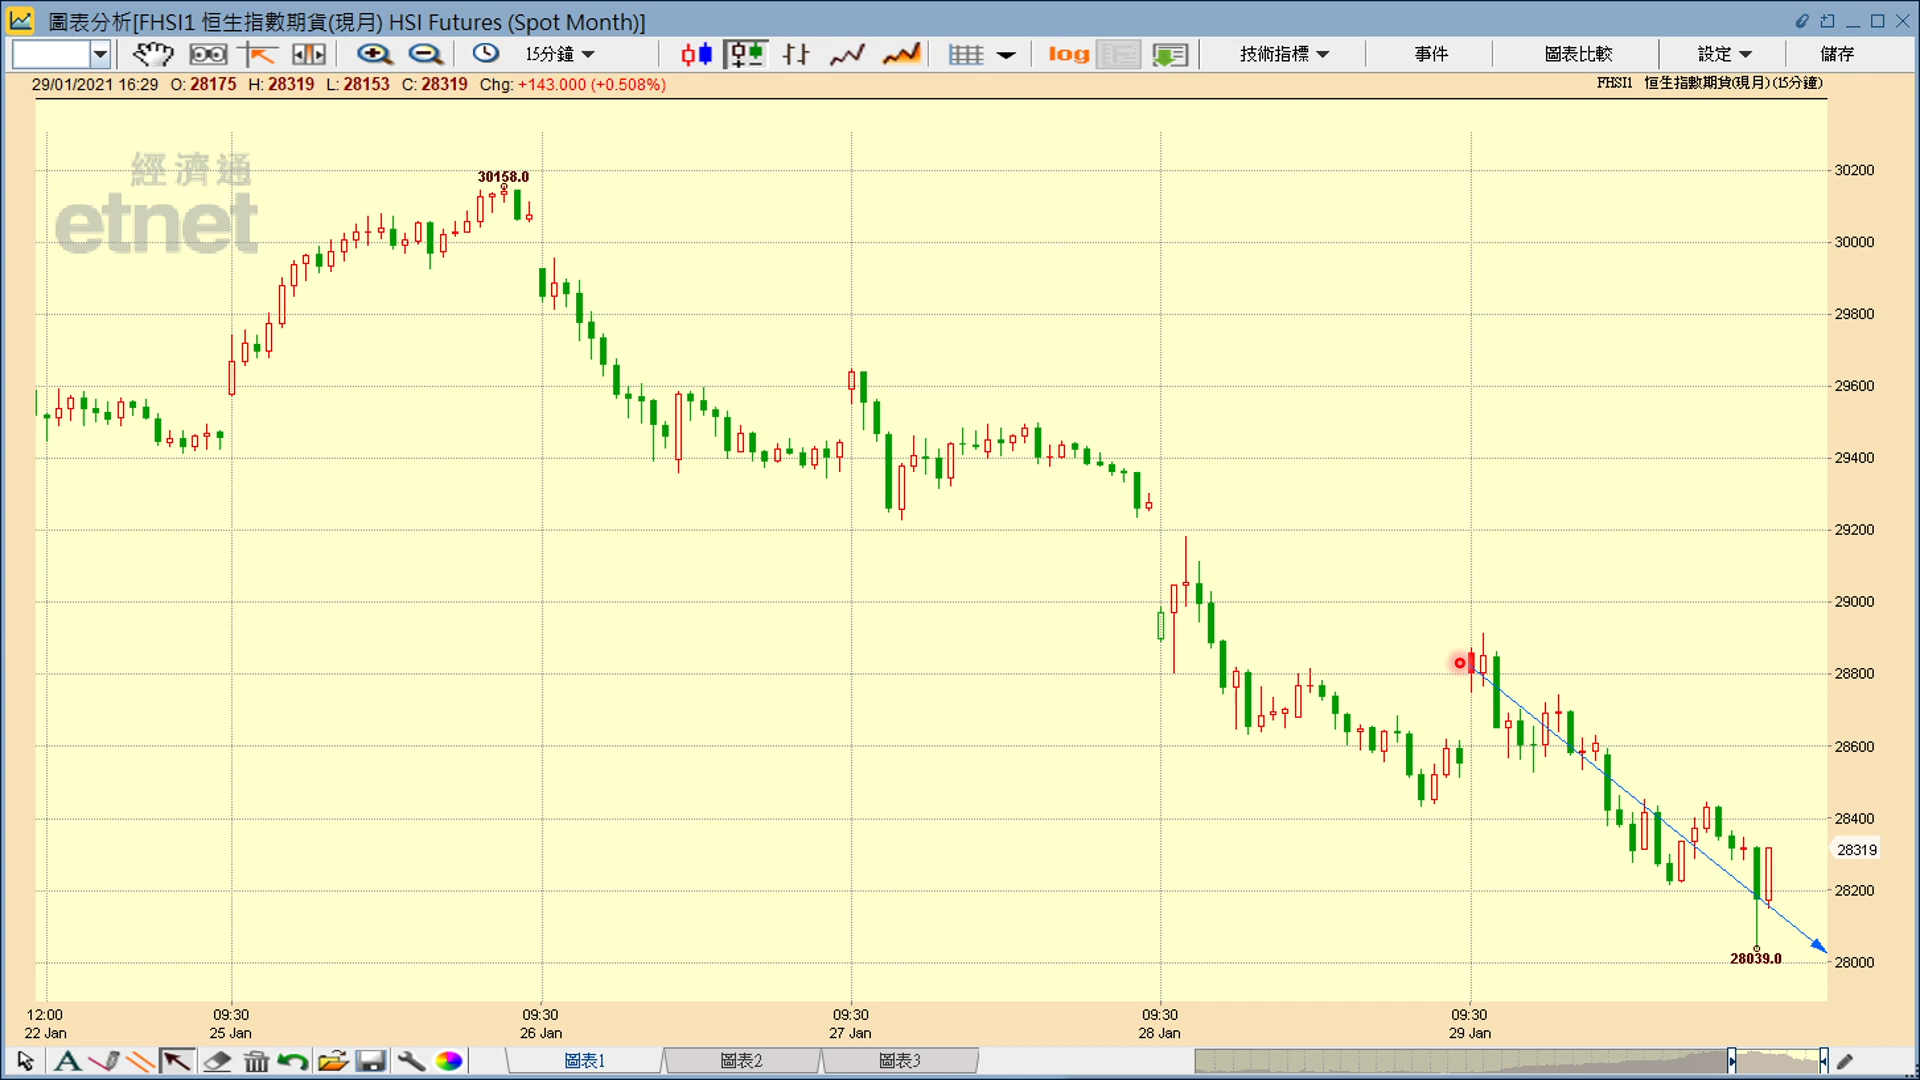 圖表分析[FHSI1 恒生指數期貨(現月) HSI Futures (Spot Month)]
15分鐘
log
技術指標
事件
圖表比較
設定
儲存
29/01/2021 16:29 O: 28175 H: 28319 L: 28153 C: 28319 Chg: +143.000 (+0.508%)
FHSI1 恒生指數期貨(現月)(15分鐘)
經濟通
etnet
30158.0
30200
30000
29800
29600
29400
29200
29000
28800
28600
28400
28319
28200
28039.0
28000
12:00 09:30 09:30 09:30 09:30 09:30
22 Jan 25 Jan 26 Jan 27 Jan 28 Jan 29 Jan
A
圖表1 圖表2 圖表3